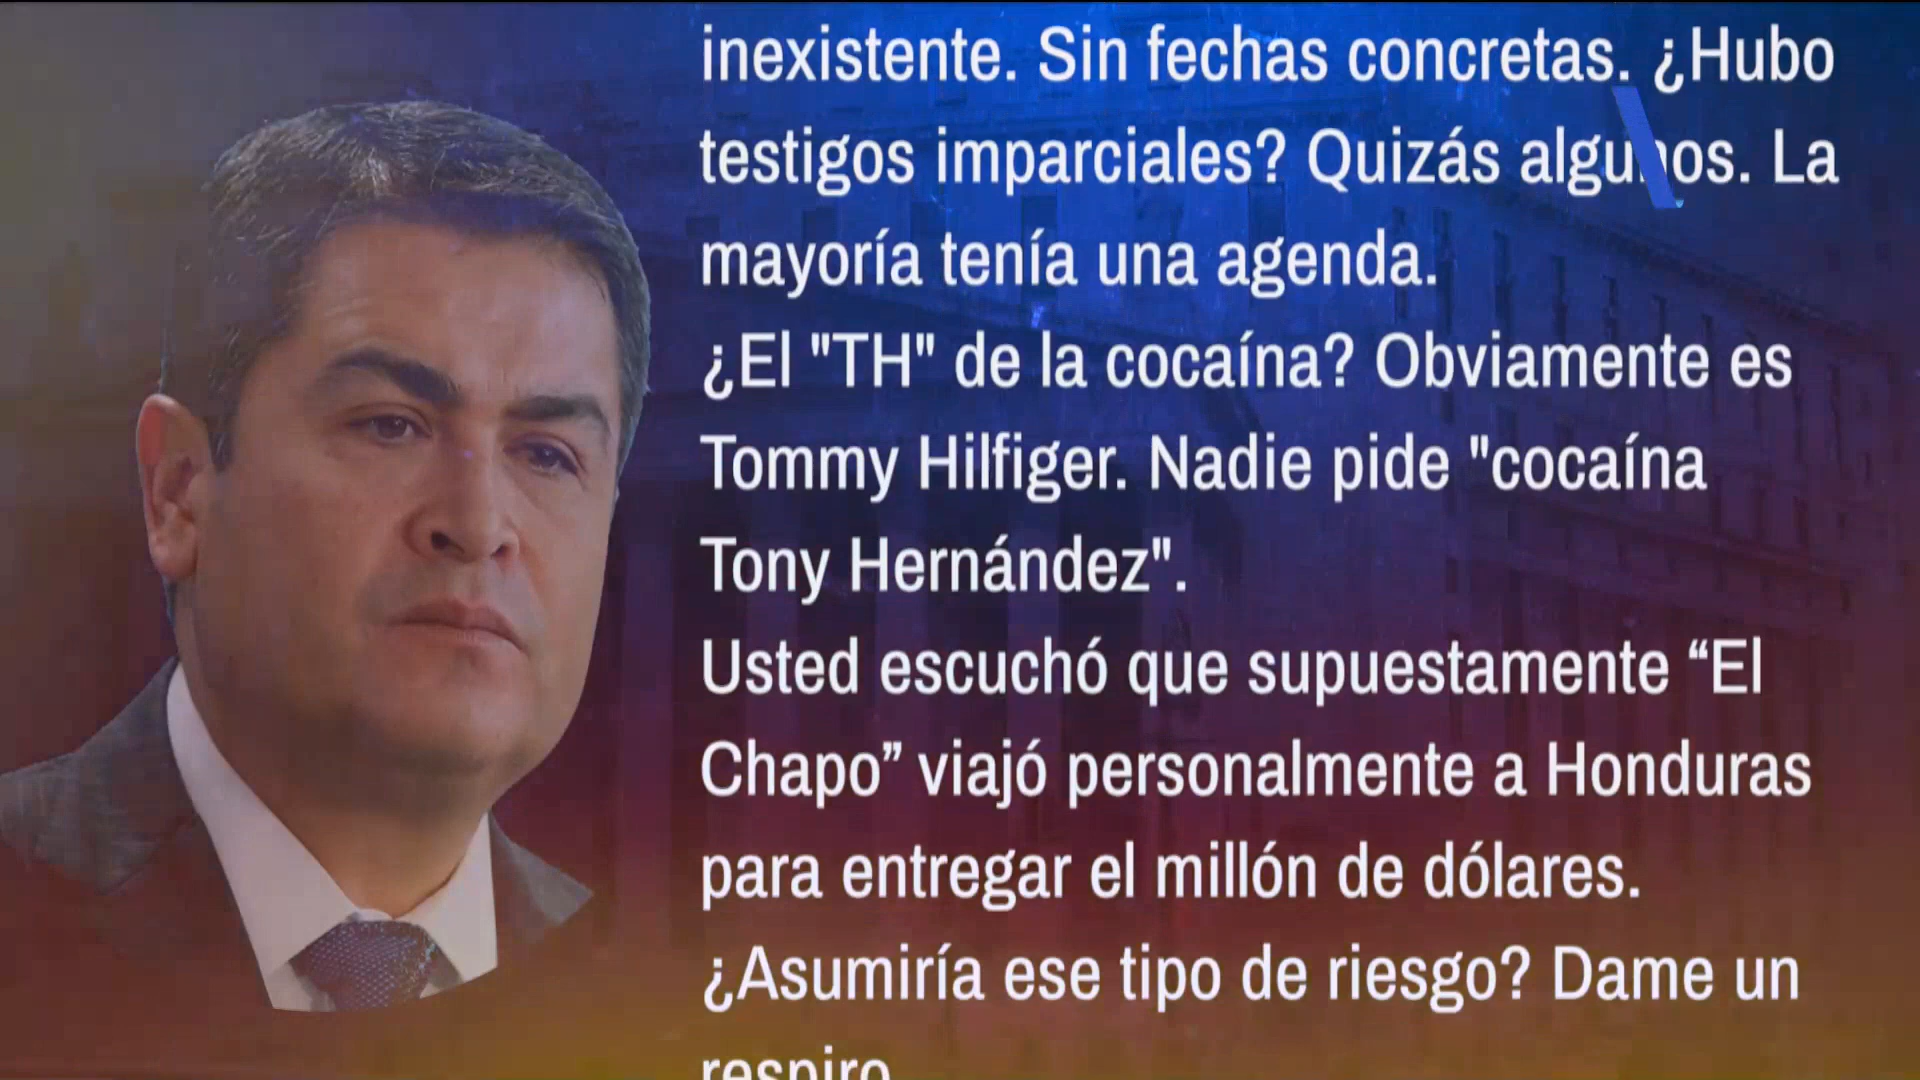 inexistente. Sin fechas concretas. ¿Hubo
testigos imparciales? Quizás algunos. La
mayoría tenía una agenda.
¿El "TH" de la cocaína? Obviamente es
Tommy Hilfiger. Nadie pide "cocaína
Tony Hernández".
Usted escuchó que supuestamente “El
Chapo” viajó personalmente a Honduras
para entregar el millón de dólares.
¿Asumiría ese tipo de riesgo? Dame un
respiro